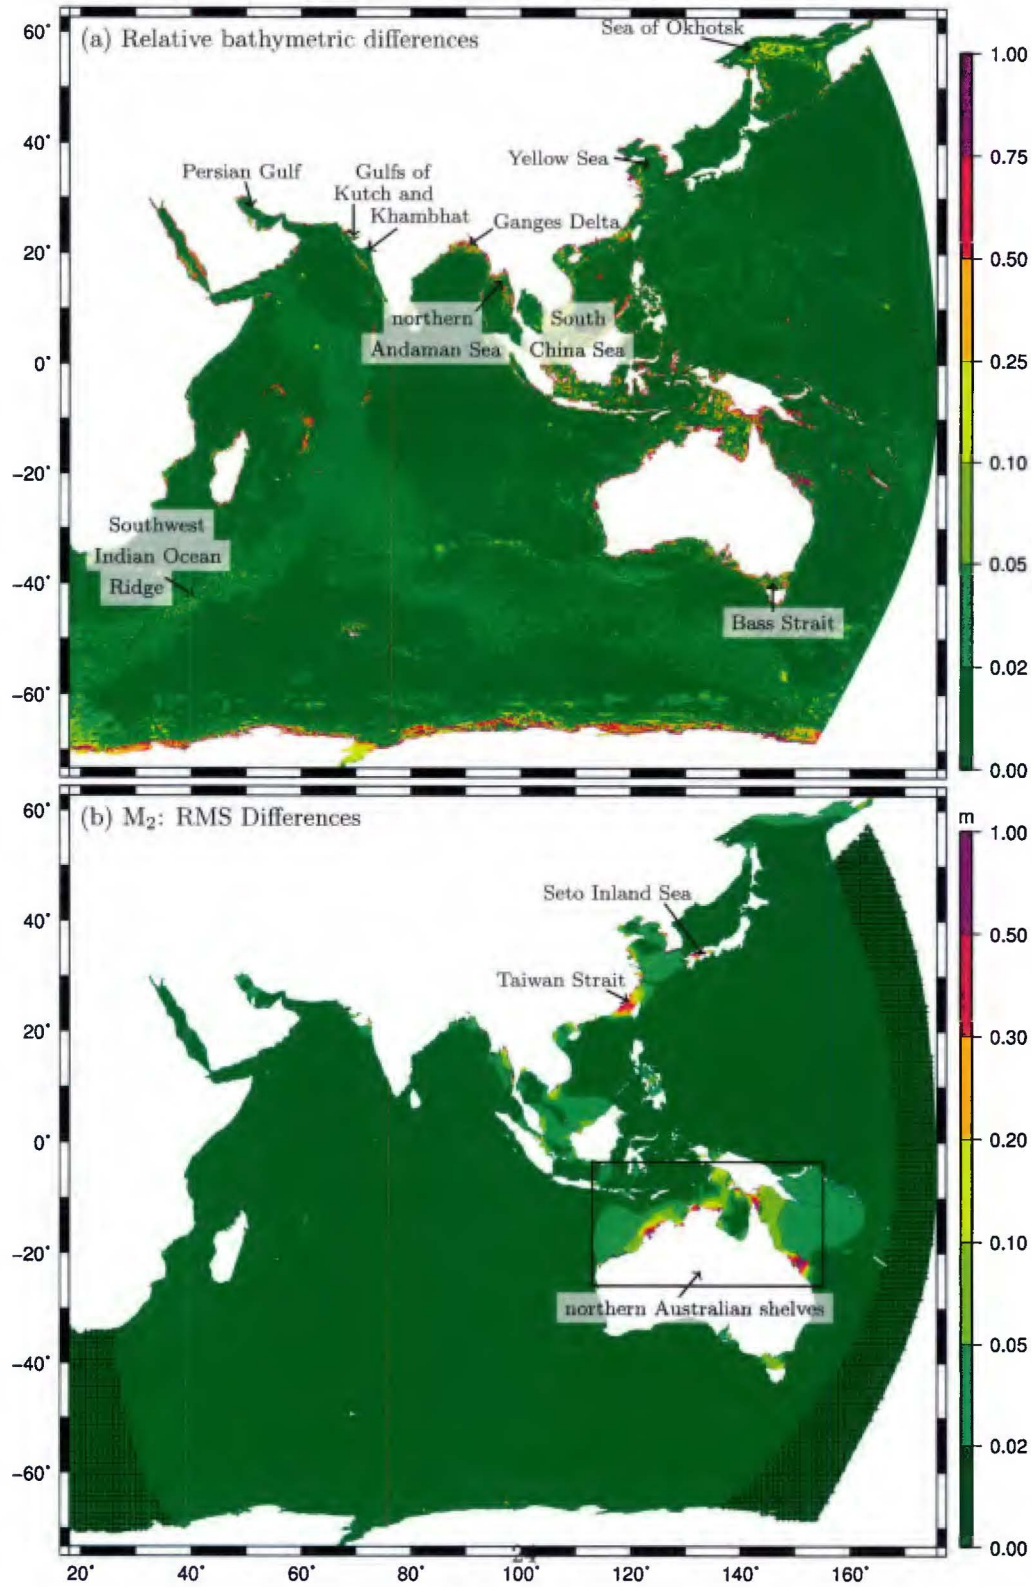 (a) Relative bathymetric differences
Sea of Okhotsk
Yellow Sea
Persian Gulf
Gulfs of
Kutch and
Khambhat
Ganges Delta
northern
Andaman Sea
South
China Sea
Southwest
Indian Ocean
Ridge
Bass Strait
60°
40°
20°
0°
−20°
−40°
−60°
1.00
0.75
0.50
0.25
0.10
0.05
0.02
0.00
(b) M₂: RMS Differences
Seto Inland Sea
Taiwan Strait
northern Australian shelves
60°
40°
20°
0°
−20°
−40°
−60°
m
1.00
0.50
0.30
0.20
0.10
0.05
0.02
0.00
20° 40° 60° 80° 100° 120° 140° 160°